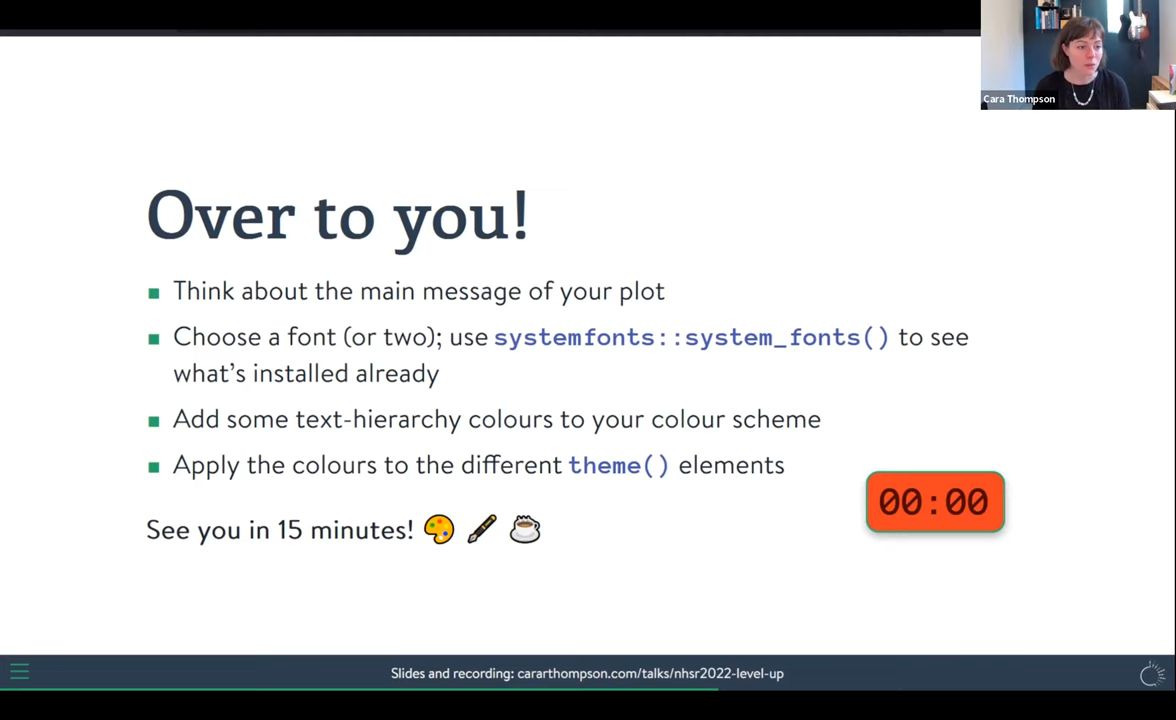 Cara Thompson
Over to you!
Think about the main message of your plot
Choose a font (or two); use systemfonts::system_fonts() to see
what's installed already
Add some text-hierarchy colours to your colour scheme
Apply the colours to the different theme() elements
00:00
See you in 15 minutes!
Slides and recording: cararthompson.com/talks/nhsr2022-level-up